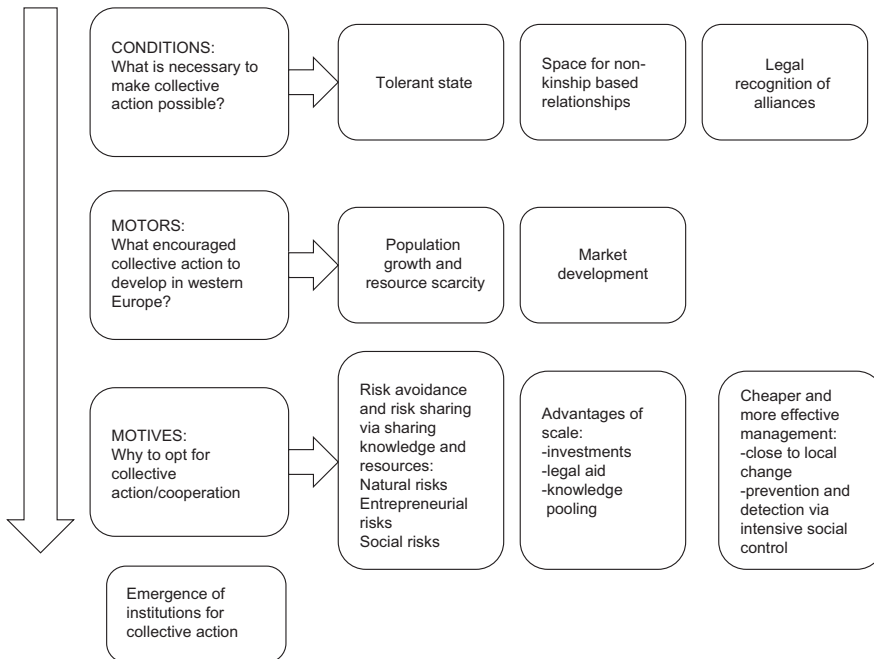 CONDITIONS:
What is necessary to
make collective
action possible?
Tolerant state
Space for non-
kinship based
relationships
Legal
recognition of
alliances
MOTORS:
What encouraged
collective action to
develop in western
Europe?
Population
growth and
resource scarcity
Market
development
MOTIVES:
Why to opt for
collective
action/cooperation
Risk avoidance
and risk sharing
via sharing
knowledge and
resources:
Natural risks
Entrepreneurial
risks
Social risks
Advantages of
scale:
-investments
-legal aid
-knowledge
pooling
Cheaper and
more effective
management:
-close to local
change
-prevention and
detection via
intensive social
control
Emergence of
institutions for
collective action